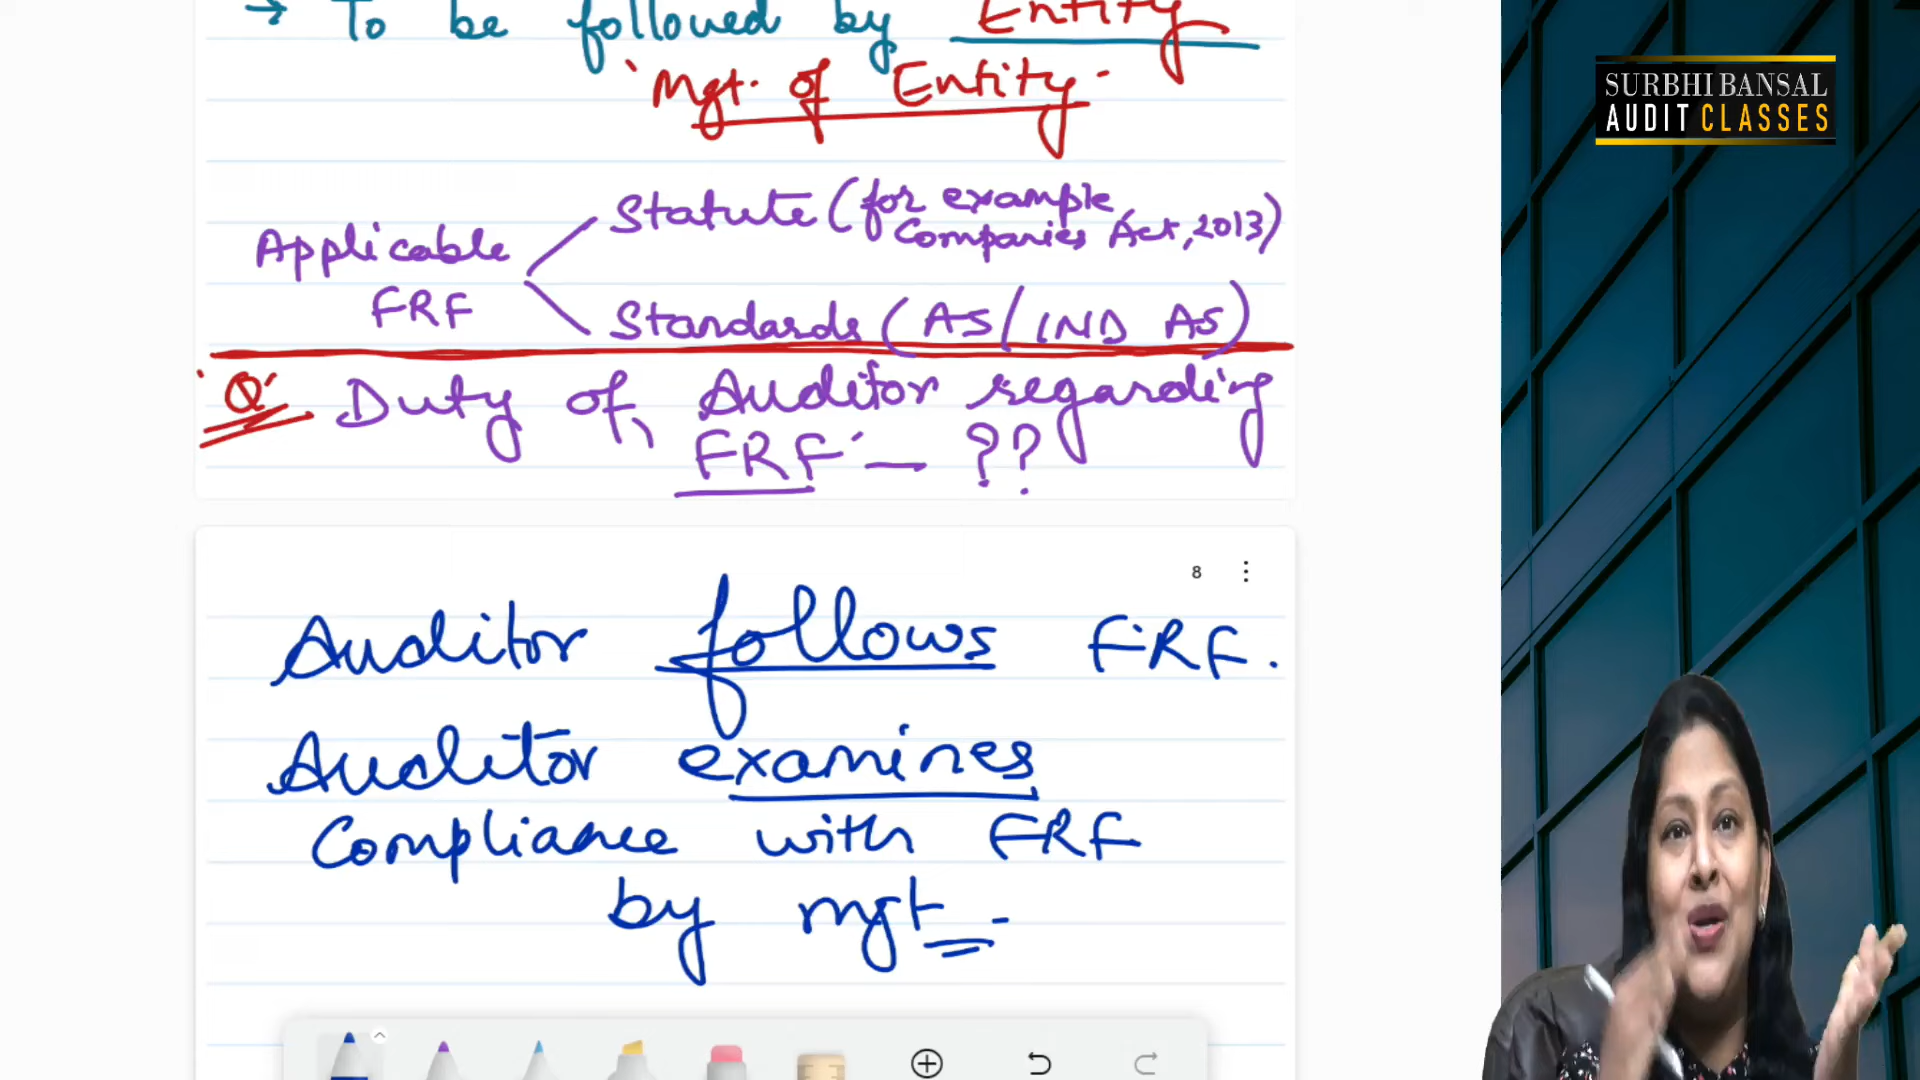 → To be followed by Entity
Mgt. of Entity.
Applicable FRF
Statute (for example, Companies Act, 2013)
Standards (AS/IND AS)
Q. Duty of Auditor regarding
FRF — ??
8
Auditor follows FRF.
Auditor examines
Compliance with FRF
by mgt.
SURBHI BANSAL
AUDIT CLASSES